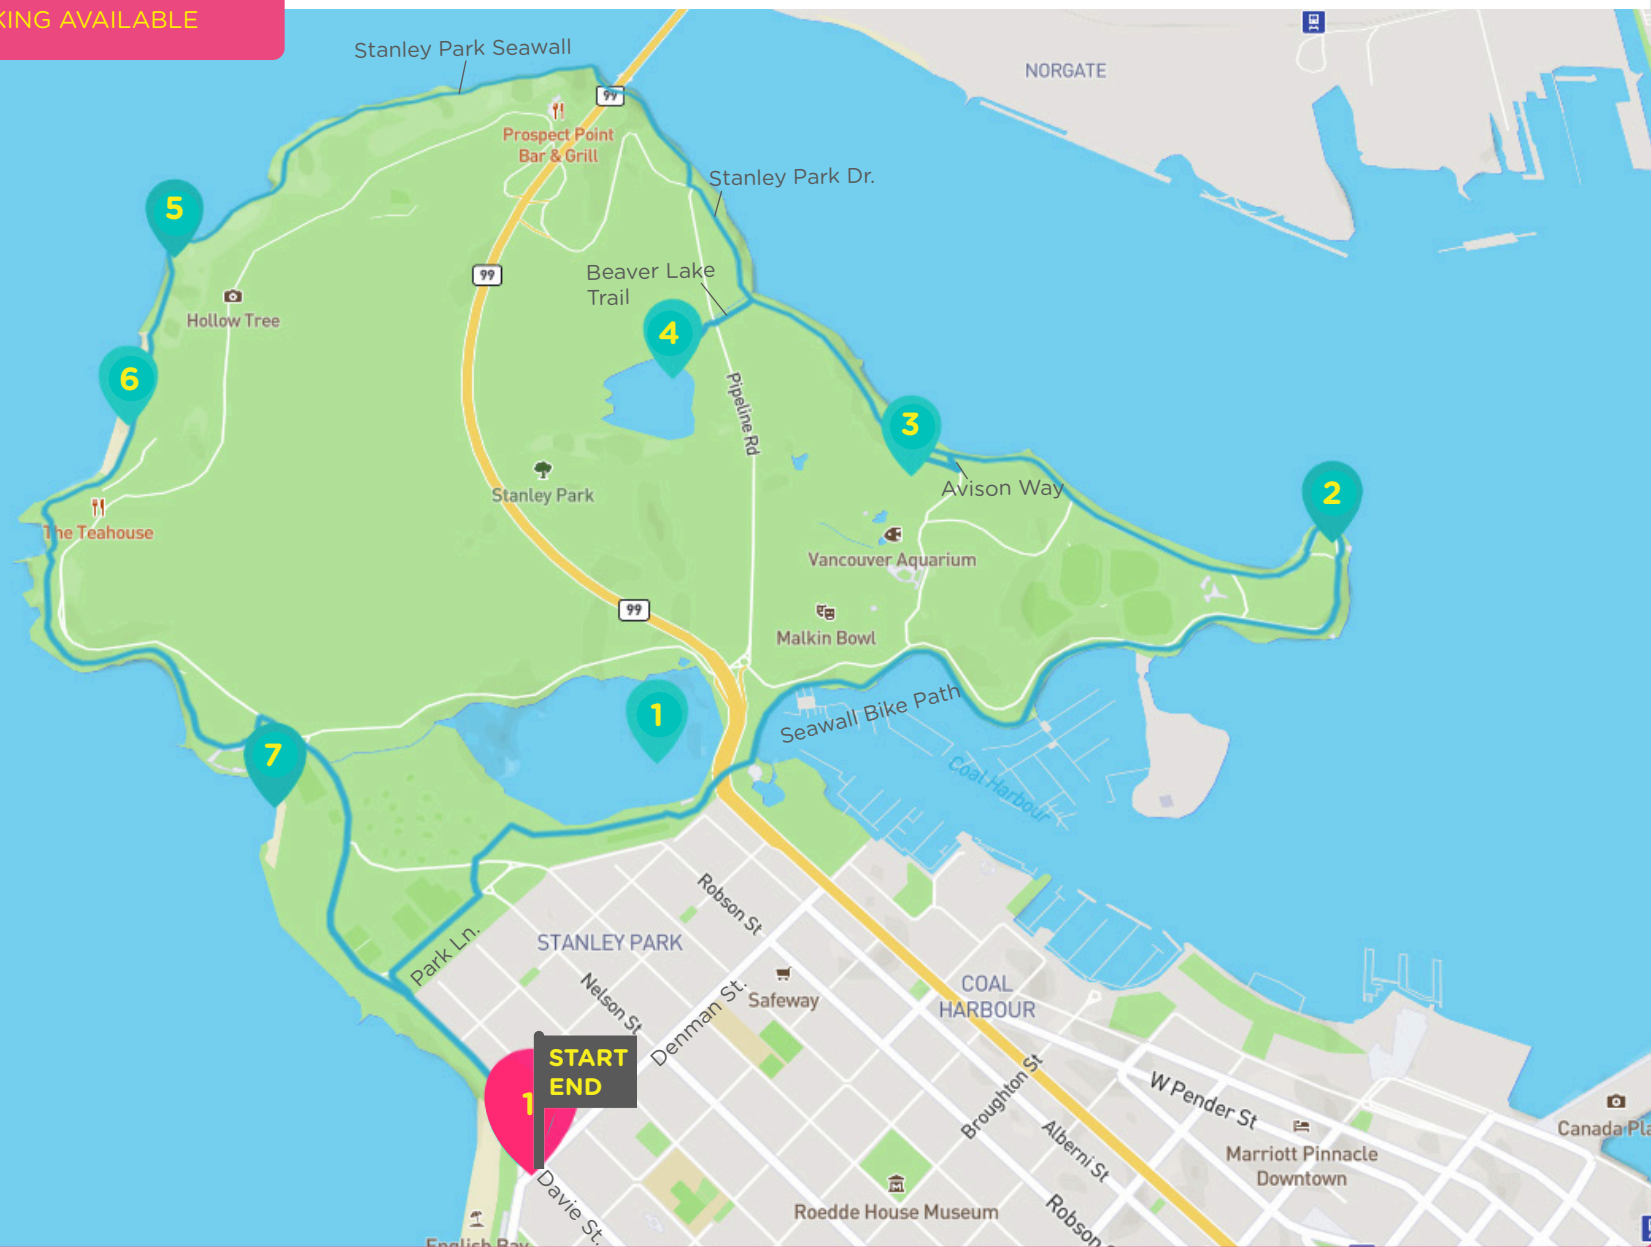 KING AVAILABLE
Stanley Park Seawall
NORGATE
99
Prospect Point
Bar & Grill
Stanley Park Dr.
5
99
Beaver Lake
Trail
Hollow Tree
4
6
Pipeline Rd
3
Avison Way
2
Stanley Park
The Teahouse
Vancouver Aquarium
99
Malkin Bowl
1
Seawall Bike Path
7
Coal Harbour
Robson St
Park Ln.
STANLEY PARK
Nelson St
Denman St.
Safeway
COAL
HARBOUR
START
END
1
Broughton St
W Pender St
Alberni St
Canada Pla
Marriott Pinnacle
Downtown
Davie St.
Roedde House Museum
Robson
English Bay